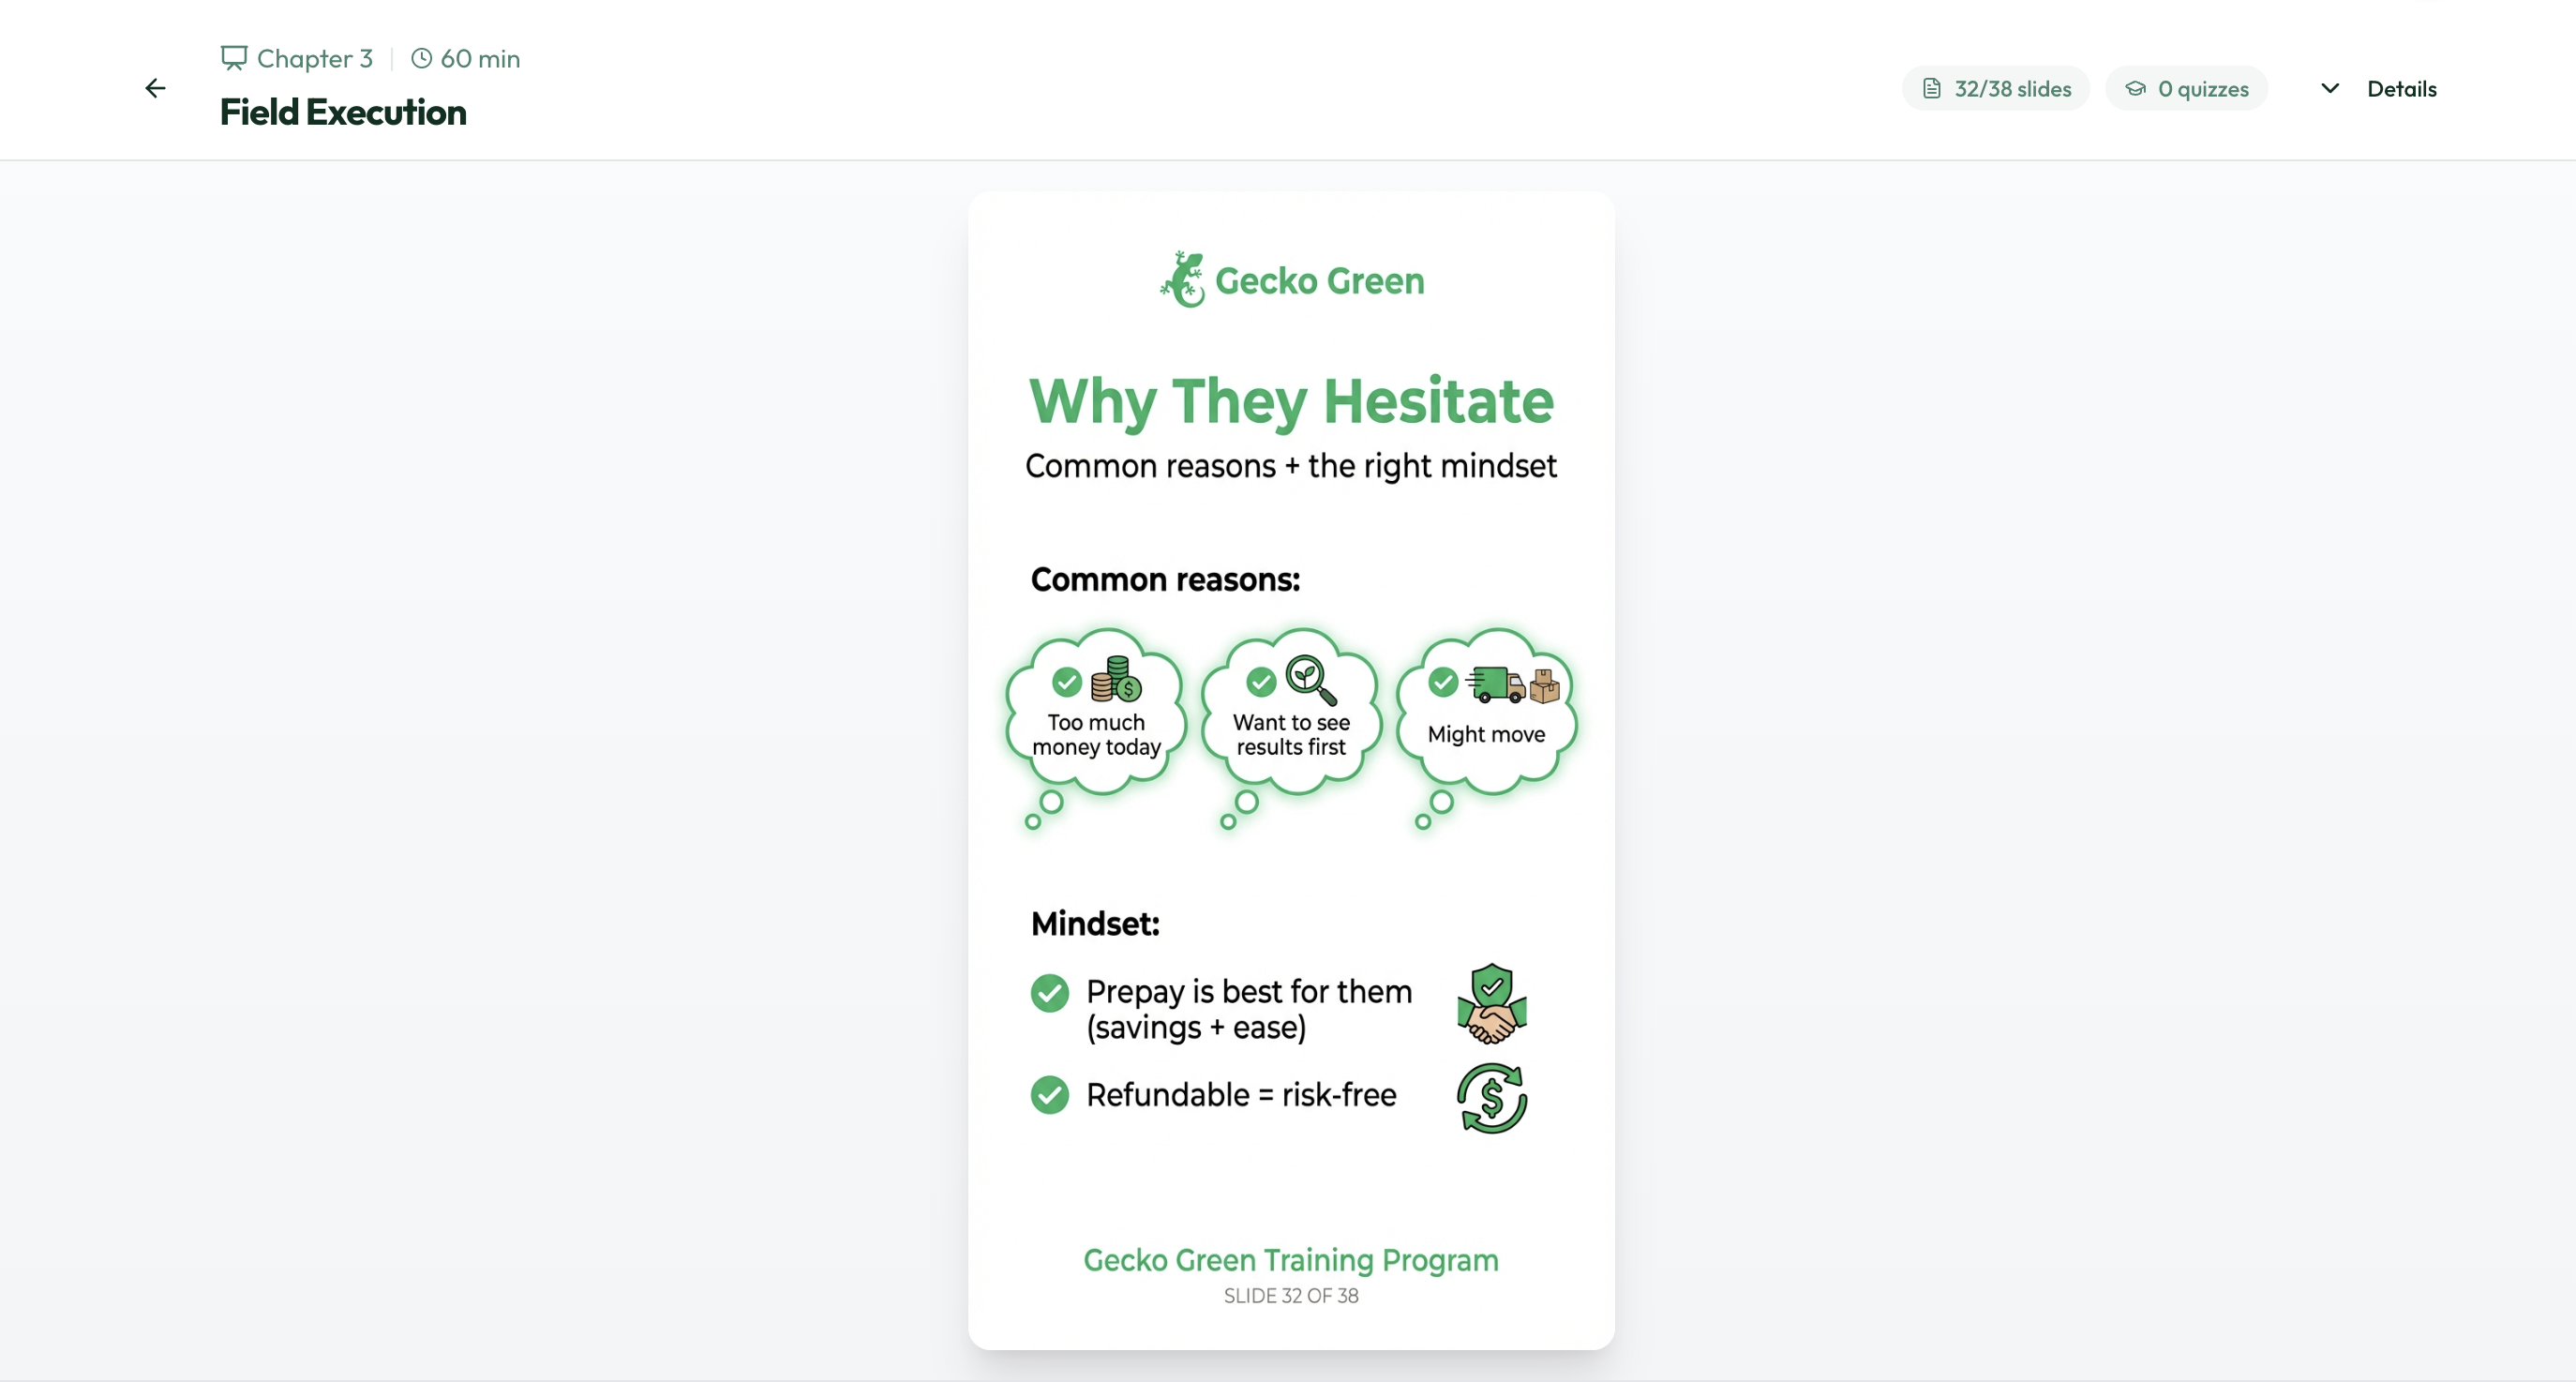 Chapter 3
60 min
Field Execution
32/38 slides
0 quizzes
Details
Gecko Green
Why They Hesitate
Common reasons + the right mindset
Common reasons:
Too much
money today
Want to see
results first
Might move
Mindset:
Prepay is best for them
(savings + ease)
Refundable = risk-free
Gecko Green Training Program
SLIDE 32 OF 38